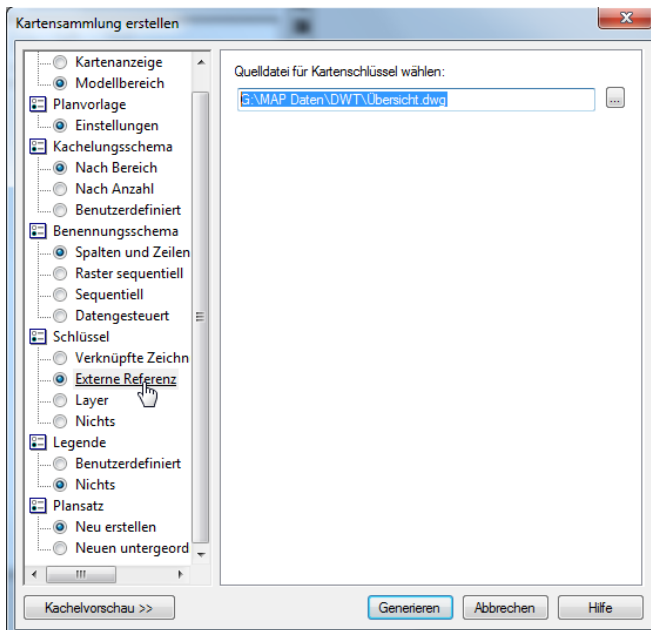 Kartensammlung erstellen
Kartenanzeige
Modellbereich
Planvorlage
Einstellungen
Kachelungsschema
Nach Bereich
Nach Anzahl
Benutzerdefiniert
Benennungsschema
Spalten und Zeilen
Raster sequentiell
Sequentiell
Datengesteuert
Schlüssel
Verknüpfte Zeichn
Externe Referenz
Layer
Nichts
Legende
Benutzerdefiniert
Nichts
Plansatz
Neu erstellen
Neuen untergeord
Quelldatei für Kartenschlüssel wählen:
G:\MAP Daten\DWT\Übersicht.dwg
...
Kachelvorschau >>
Generieren
Abbrechen
Hilfe